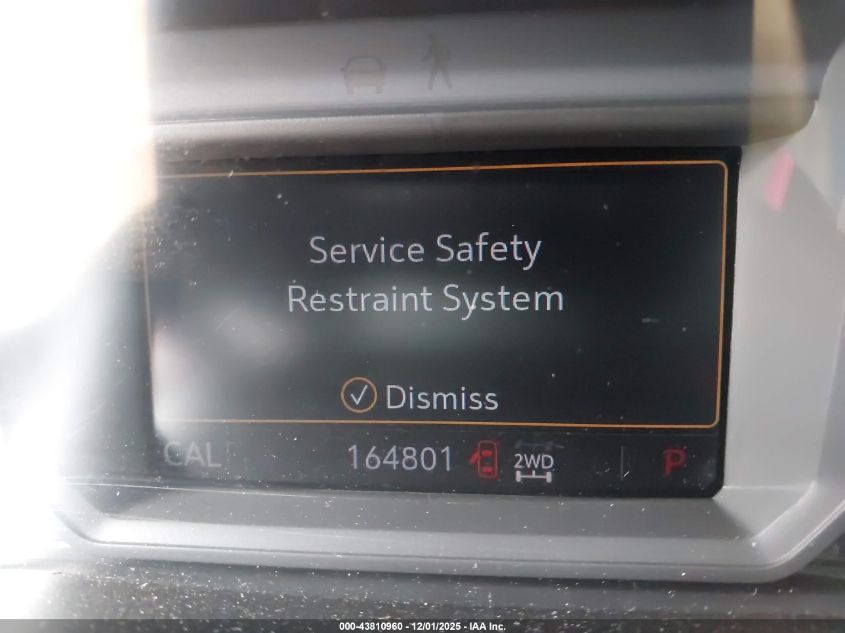 Service Safety
Restraint System
Dismiss
CAL 164801 2WD P
000-43810960 - 12/01/2025 - IAA Inc.